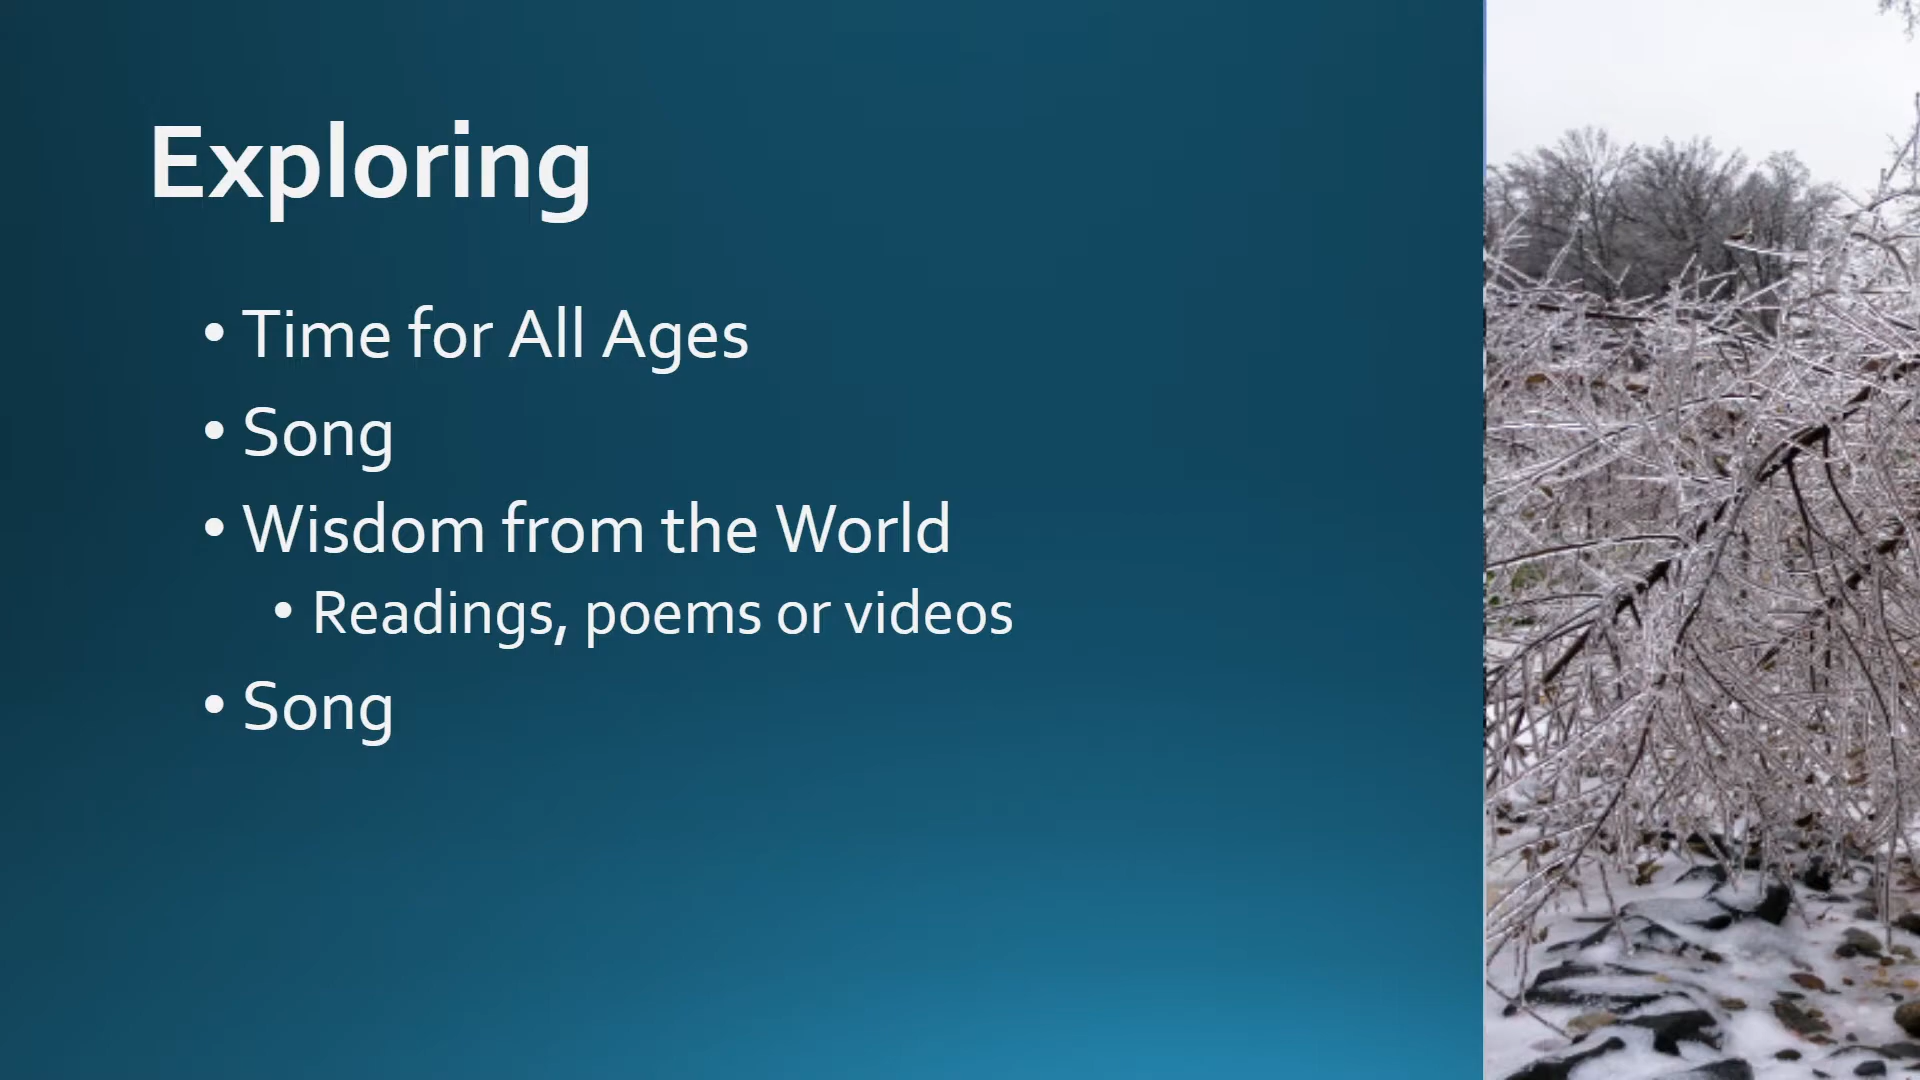 Exploring
• Time for All Ages
• Song
• Wisdom from the World
• Readings, poems or videos
• Song